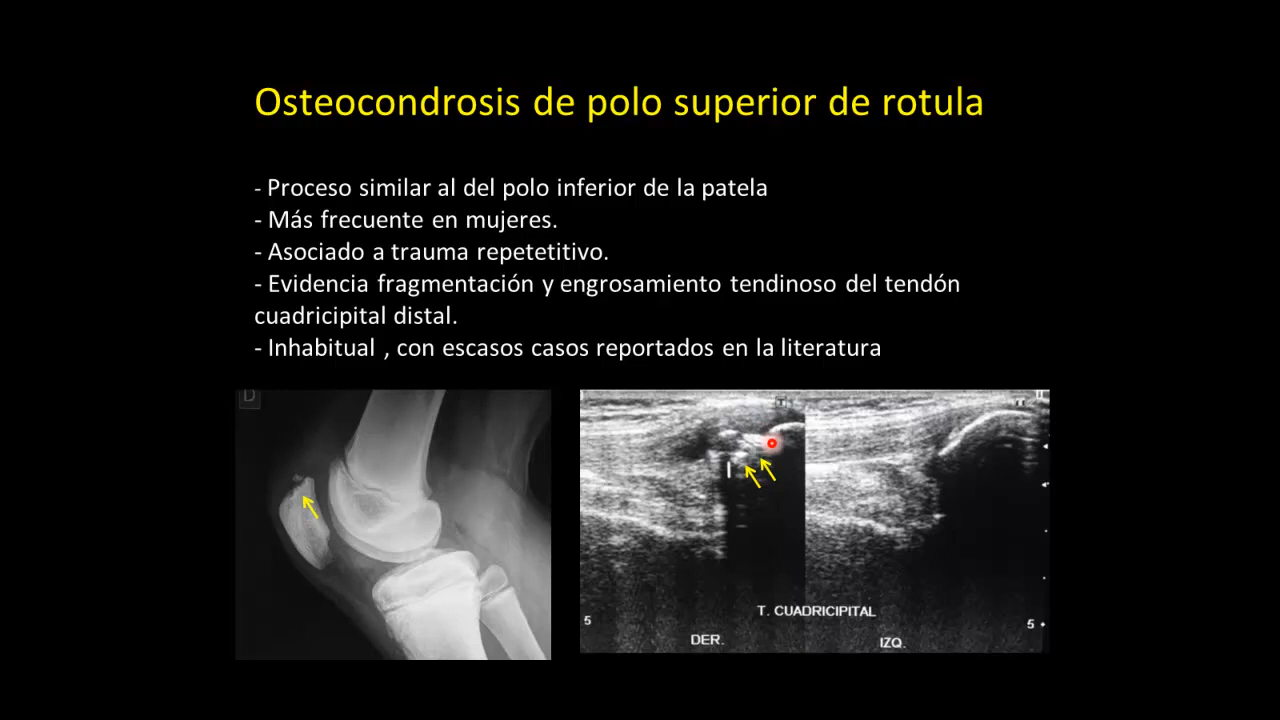 Osteocondrosis de polo superior de rotula
- Proceso similar al del polo inferior de la patela
- Más frecuente en mujeres.
- Asociado a trauma repetetitivo.
- Evidencia fragmentación y engrosamiento tendinoso del tendón
cuadricipital distal.
- Inhabitual , con escasos casos reportados en la literatura
D
T. CUADRICIPITAL
5
5
DER.
IZQ.